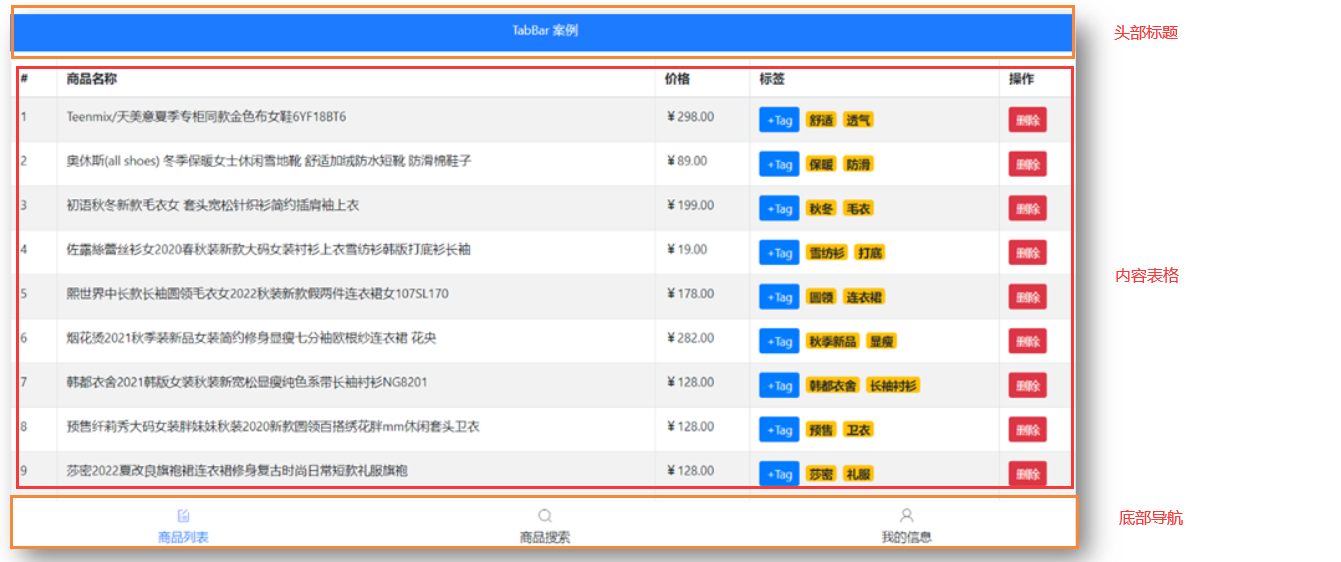 TabBar 案例
头部标题
# 商品名称 价格 标签 操作
1 Teenmix/天美意夏季专柜同款金色布女鞋6YF18BT6 ¥298.00 +Tag 舒适 透气 删除
2 奥休斯(all shoes) 冬季保暖女士休闲雪地靴 舒适加绒防水短靴 防滑棉鞋子 ¥89.00 +Tag 保暖 防滑 删除
3 初语秋冬新款毛衣女 套头宽松针织衫简约插肩袖上衣 ¥199.00 +Tag 秋冬 毛衣 删除
4 佐露絲蕾丝衫女2020春秋装新款大码女装衬衫上衣雪纺衫韩版打底衫长袖 ¥19.00 +Tag 雪纺衫 打底 删除
内容表格
5 熙世界中长款长袖圆领毛衣女2022秋装新款假两件连衣裙女107SL170 ¥178.00 +Tag 圆领 连衣裙 删除
6 烟花烫2021秋季装新品女装简约修身显瘦七分袖欧根纱连衣裙 花央 ¥282.00 +Tag 秋季新品 显瘦 删除
7 韩都衣舍2021韩版女装秋装新宽松显瘦纯色系带长袖衬衫NG8201 ¥128.00 +Tag 韩都衣舍 长袖衬衫 删除
8 预售纤莉秀大码女装胖妹妹秋装2020新款圆领百搭绣花胖mm休闲套头卫衣 ¥128.00 +Tag 预售 卫衣 删除
9 莎密2022夏改良旗袍裙连衣裙修身复古时尚日常短款礼服旗袍 ¥128.00 +Tag 莎密 礼服 删除
商品列表 商品搜索 我的信息
底部导航